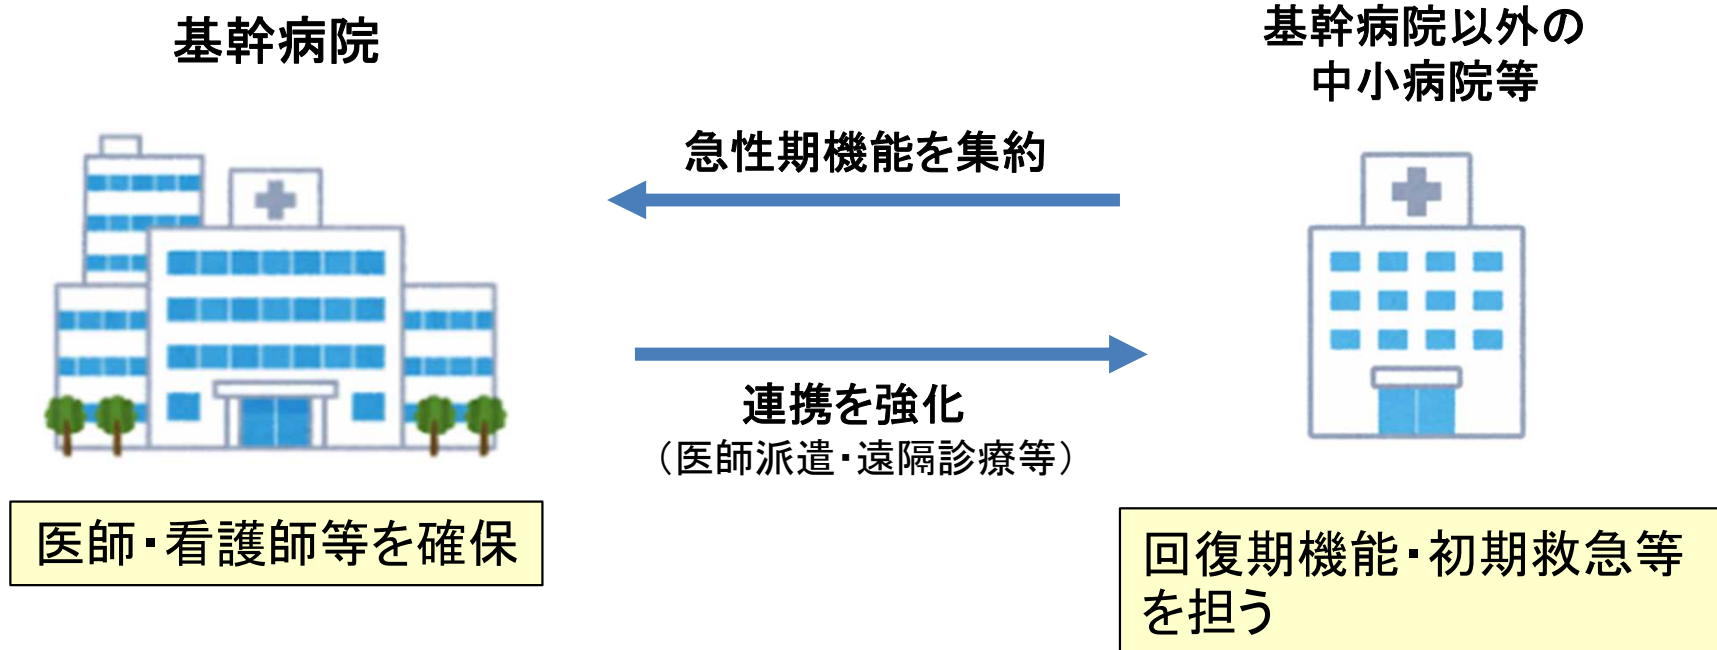 基幹病院
基幹病院以外の
中小病院等
急性期機能を集約
連携を強化
（医師派遣・遠隔診療等）
医師・看護師等を確保
回復期機能・初期救急等
を担う